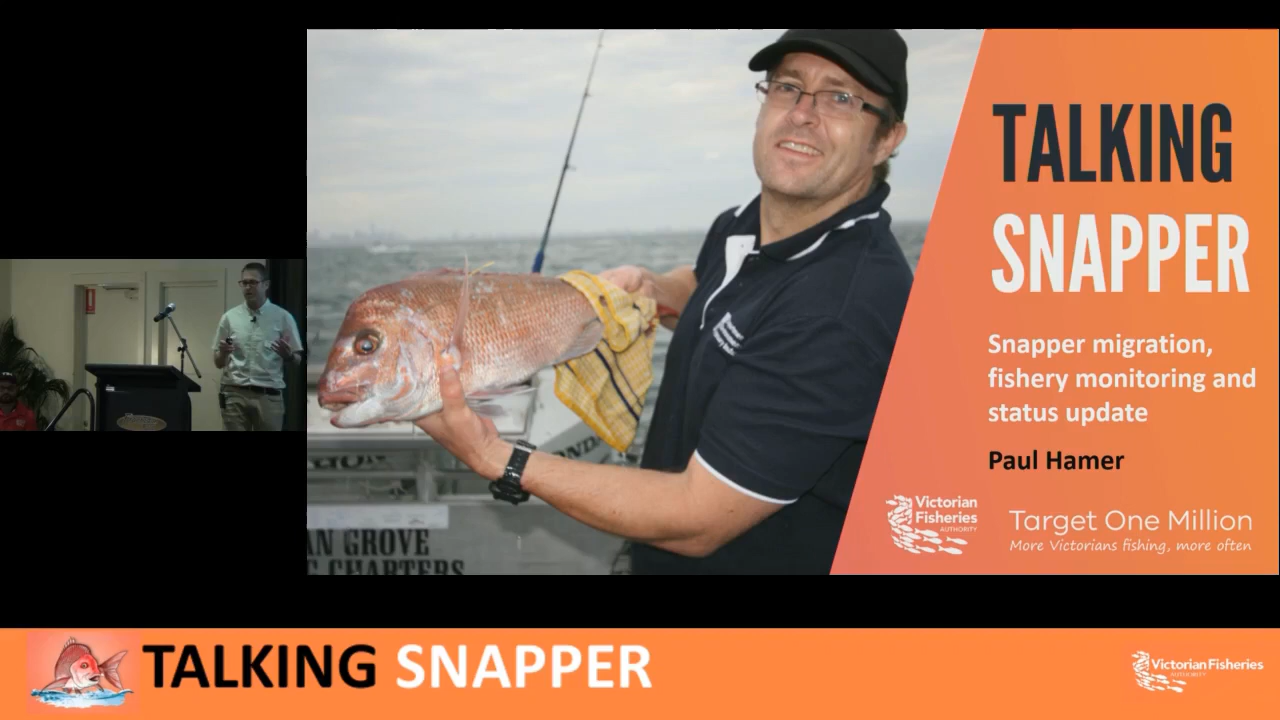 TALKING
SNAPPER
Snapper migration,
fishery monitoring and
status update
Paul Hamer
Victorian
Fisheries
AUTHORITY
Target One Million
More Victorians fishing, more often
AN GROVE
CHARTERS
TALKING SNAPPER
Victorian Fisheries
AUTHORITY